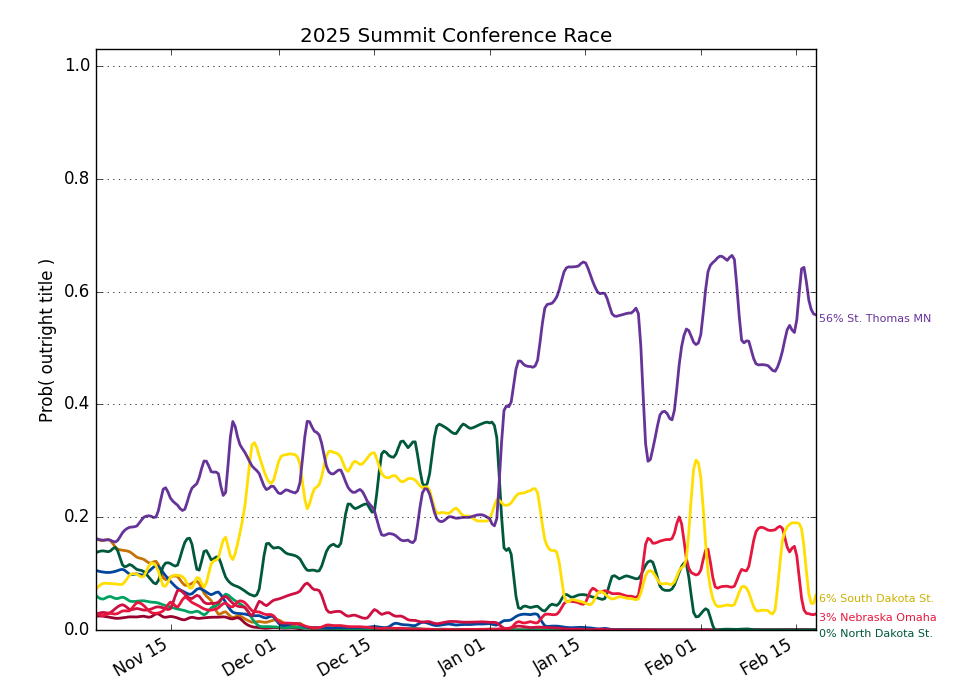 2025 Summit Conference Race
Prob( outright title )
1.0
0.8
0.6
0.4
0.2
0.0
56% St. Thomas MN
6% South Dakota St.
3% Nebraska Omaha
0% North Dakota St.
Nov 15
Dec 01
Dec 15
Jan 01
Jan 15
Feb 01
Feb 15